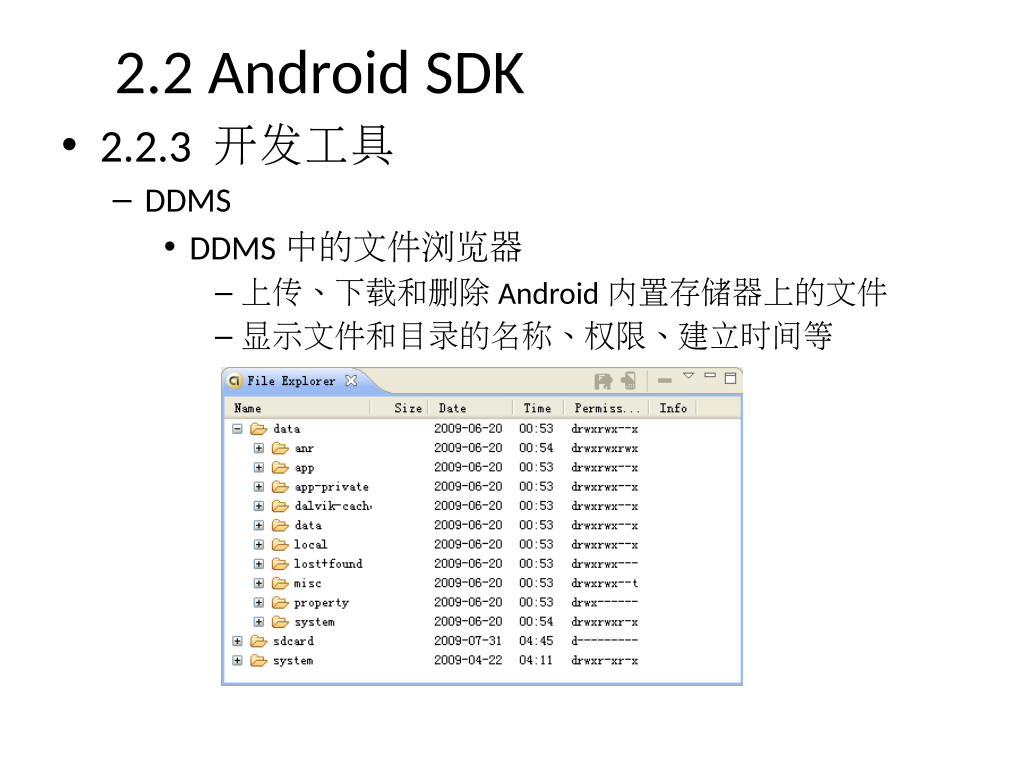 2.2 Android SDK
• 2.2.3 开发工具
– DDMS
• DDMS 中的文件浏览器
– 上传、下载和删除 Android 内置存储器上的文件
– 显示文件和目录的名称、权限、建立时间等
File Explorer
Name Size Date Time Permiss... Info
data 2009-06-20 00:53 drwxrwx--x
anr 2009-06-20 00:54 drwxrwxrwx
app 2009-06-20 00:53 drwxrwx--x
app-private 2009-06-20 00:53 drwxrwx--x
dalvik-cach 2009-06-20 00:53 drwxrwx--x
data 2009-06-20 00:53 drwxrwx--x
local 2009-06-20 00:53 drwxrwx--x
lost+found 2009-06-20 00:53 drwxrwx---
misc 2009-06-20 00:53 drwxrwx--t
property 2009-06-20 00:53 drwx------
system 2009-06-20 00:54 drwxrwxr-x
sdcard 2009-07-31 04:45 d---------
system 2009-04-22 04:11 drwxr-xr-x